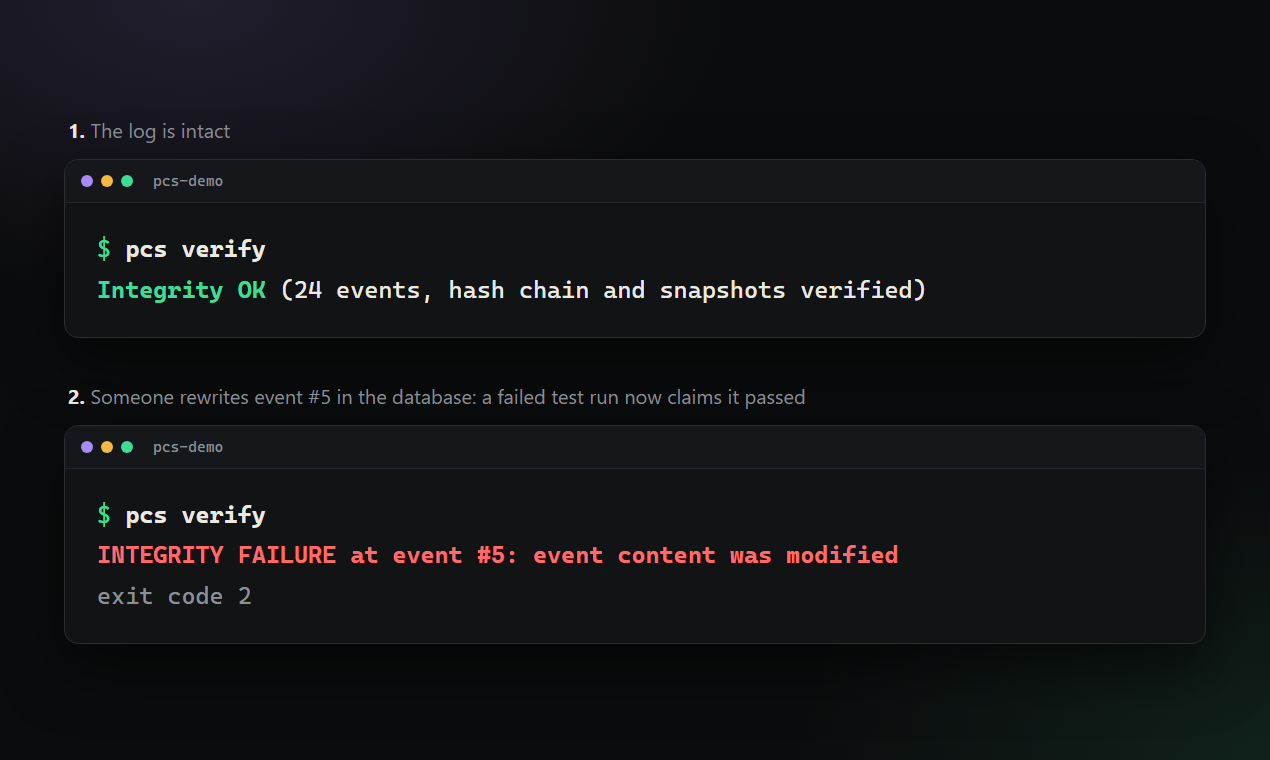 1. The log is intact
pcs-demo
$ pcs verify
Integrity OK (24 events, hash chain and snapshots verified)
2. Someone rewrites event #5 in the database: a failed test run now claims it passed
pcs-demo
$ pcs verify
INTEGRITY FAILURE at event #5: event content was modified
exit code 2